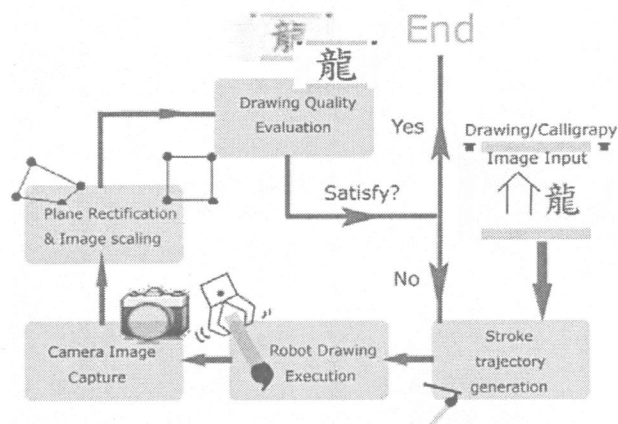 End
龍
龍
Drawing Quality
Evaluation
Yes
Drawing/Calligrapy
Image Input
龍
Satisfy?
Plane Rectification
& Image scaling
No
Camera Image
Capture
Robot Drawing
Execution
Stroke
trajectory
generation